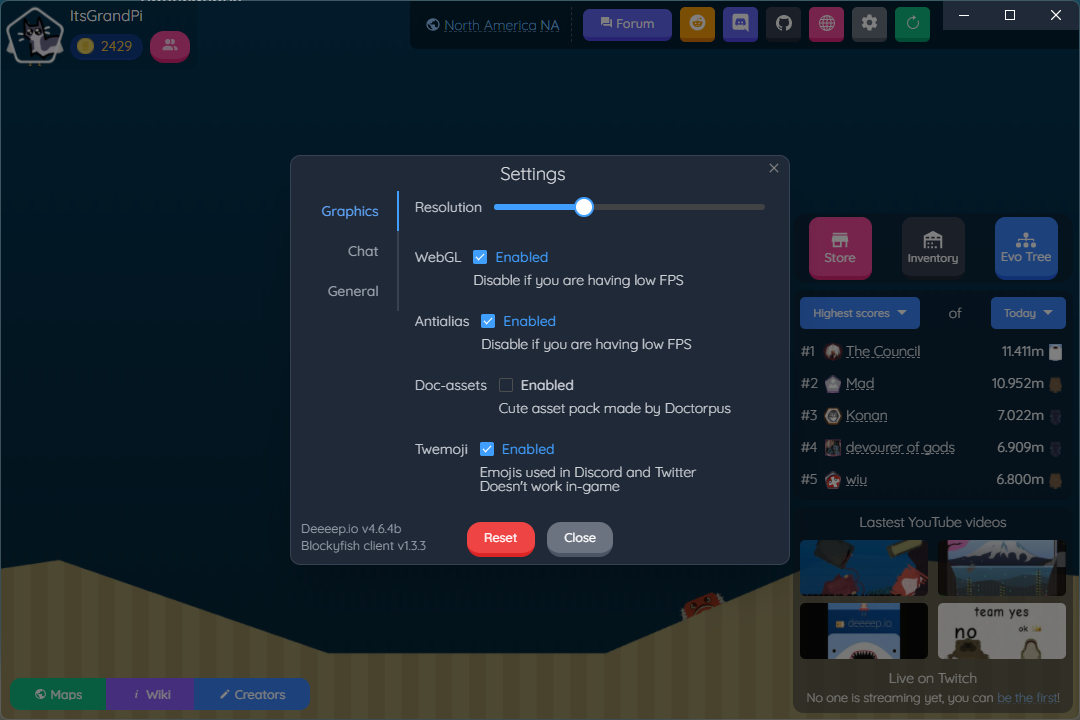 ItsGrandPi
2429
North America NA
Forum
Settings
Graphics
Chat
General
Resolution
WebGL Enabled
Disable if you are having low FPS
Antialias Enabled
Disable if you are having low FPS
Doc-assets Enabled
Cute asset pack made by Doctorpus
Twemoji Enabled
Emojis used in Discord and Twitter
Doesn't work in-game
Deeeep.io v4.6.4b
Blockyfish client v1.3.3
Reset
Close
Store
Inventory
Evo Tree
Highest scores of Today
#1 The Council 11.411m
#2 Mad 10.952m
#3 Konan 7.022m
#4 devourer of gods 6.909m
#5 wlu 6.800m
Lastest YouTube videos
deeeep.io
team yes
no
ok
Live on Twitch
No one is streaming yet, you can be the first!
Maps
Wiki
Creators